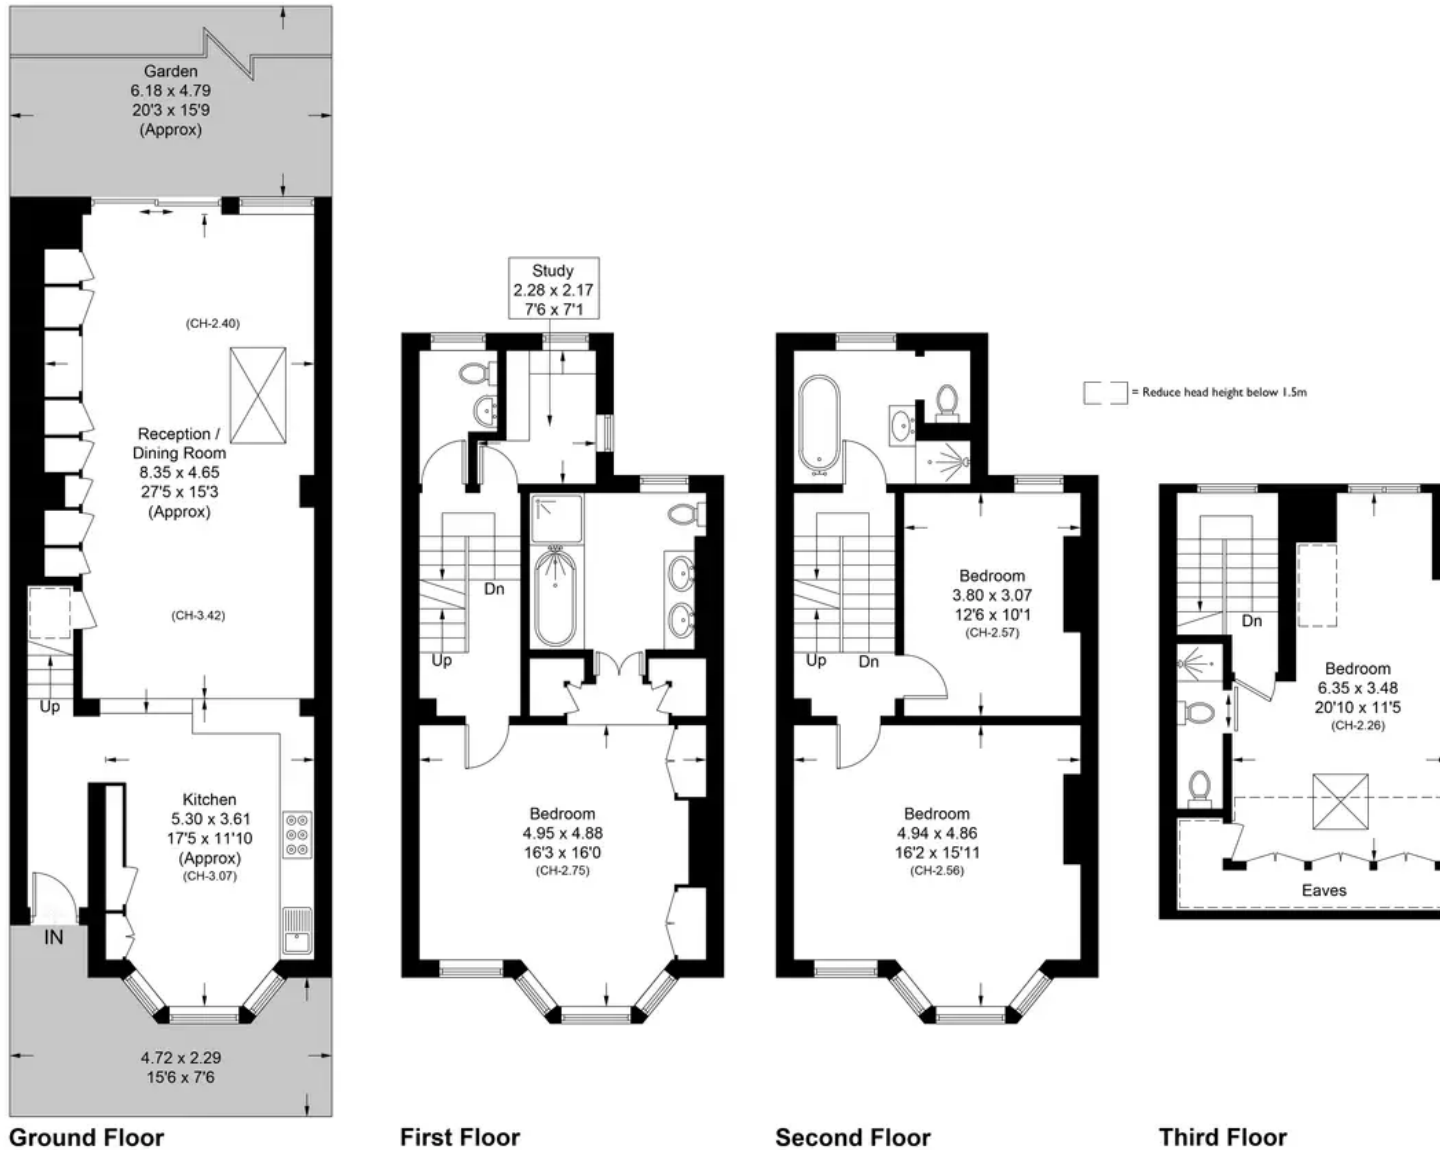 Garden
6.18 x 4.79
20'3 x 15'9
(Approx)
(CH-2.40)
Reception /
Dining Room
8.35 x 4.65
27'5 x 15'3
(Approx)
(CH-3.42)
Up
Kitchen
5.30 x 3.61
17'5 x 11'10
(Approx)
(CH-3.07)
IN
4.72 x 2.29
15'6 x 7'6
Ground Floor
Study
2.28 x 2.17
7'6 x 7'1
Dn
Up
Bedroom
4.95 x 4.88
16'3 x 16'0
(CH-2.75)
First Floor
Bedroom
3.80 x 3.07
12'6 x 10'1
(CH-2.57)
Up
Dn
Bedroom
4.94 x 4.86
16'2 x 15'11
(CH-2.56)
Second Floor
= Reduce head height below 1.5m
Dn
Bedroom
6.35 x 3.48
20'10 x 11'5
(CH-2.26)
Eaves
Third Floor